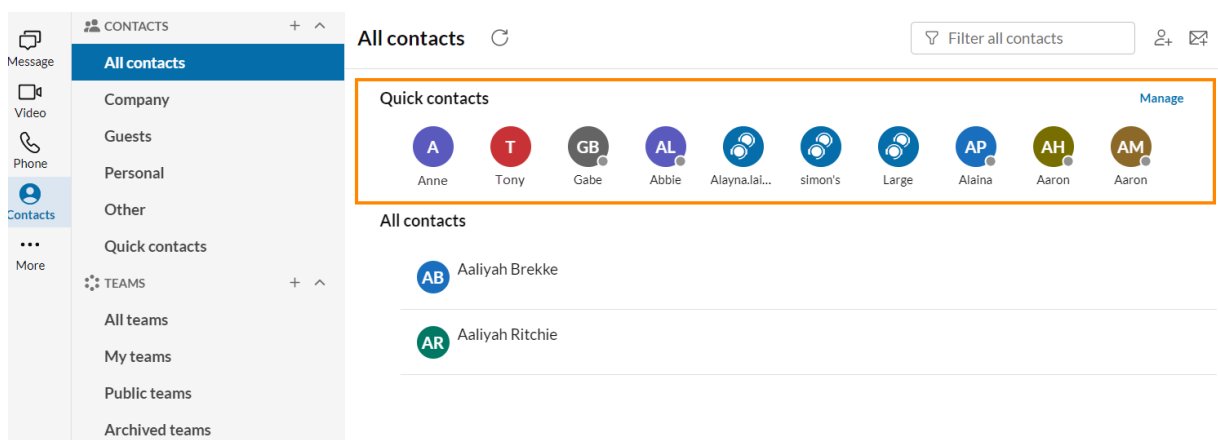 Message
Video
Phone
Contacts
More
CONTACTS
All contacts
Company
Guests
Personal
Other
Quick contacts
TEAMS
All teams
My teams
Public teams
Archived teams
All contacts
Filter all contacts
Quick contacts
Manage
A T GB AL AP AH AM
Anne Tony Gabe Abbie Alayna.lai... simon's Large Alaina Aaron Aaron
All contacts
AB Aaliyah Brekke
AR Aaliyah Ritchie